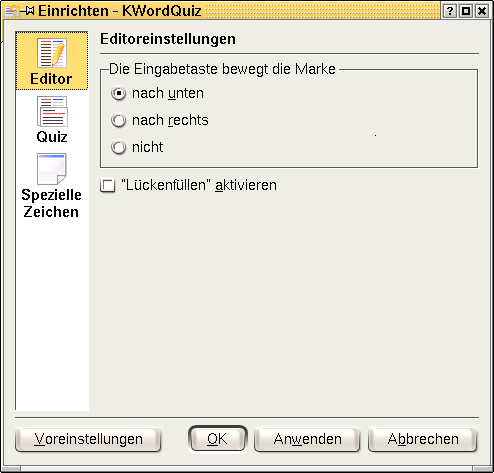 Einrichten - KWordQuiz
Editor
Quiz
Spezielle
Zeichen
Editoreinstellungen
Die Eingabetaste bewegt die Marke
nach unten
nach rechts
nicht
"Lückenfüllen" aktivieren
Voreinstellungen
OK
Anwenden
Abbrechen